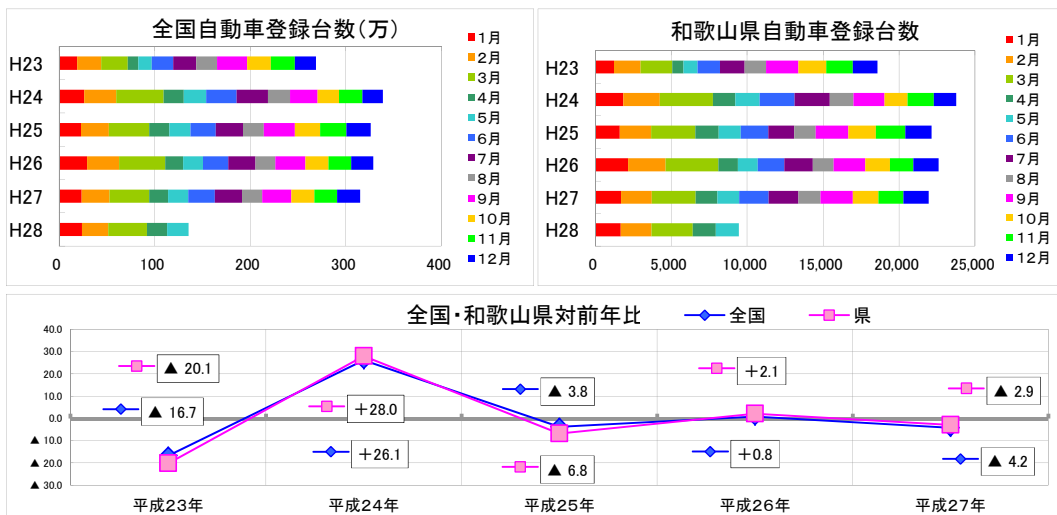 全国自動車登録台数(万)
H23
H24
H25
H26
H27
H28
0 100 200 300 400
1月
2月
3月
4月
5月
6月
7月
8月
9月
10月
11月
12月
和歌山県自動車登録台数
H23
H24
H25
H26
H27
H28
0 5,000 10,000 15,000 20,000 25,000
1月
2月
3月
4月
5月
6月
7月
8月
9月
10月
11月
12月
全国・和歌山県対前年比
全国 県
40.0
30.0
20.0
10.0
0.0
▲ 10.0
▲ 20.0
▲ 30.0
▲ 20.1
▲ 16.7
+28.0
+26.1
▲ 3.8
▲ 6.8
+2.1
+0.8
▲ 2.9
▲ 4.2
平成23年 平成24年 平成25年 平成26年 平成27年